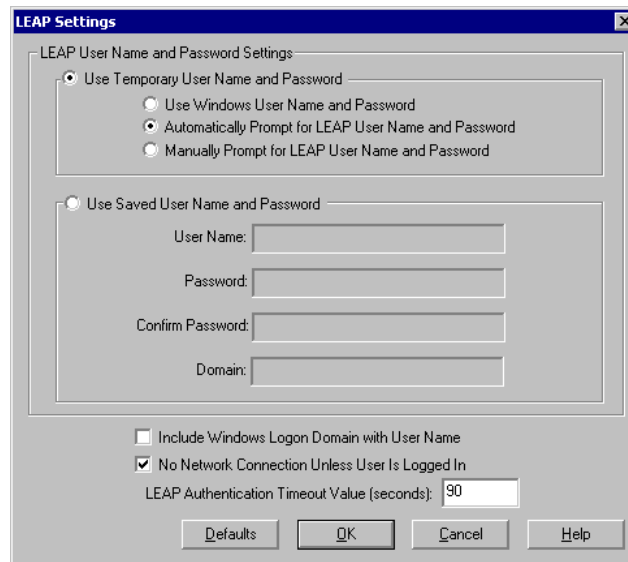 LEAP Settings
LEAP User Name and Password Settings
Use Temporary User Name and Password
Use Windows User Name and Password
Automatically Prompt for LEAP User Name and Password
Manually Prompt for LEAP User Name and Password
Use Saved User Name and Password
User Name:
Password:
Confirm Password:
Domain:
Include Windows Logon Domain with User Name
No Network Connection Unless User Is Logged In
LEAP Authentication Timeout Value (seconds): 90
Defaults OK Cancel Help